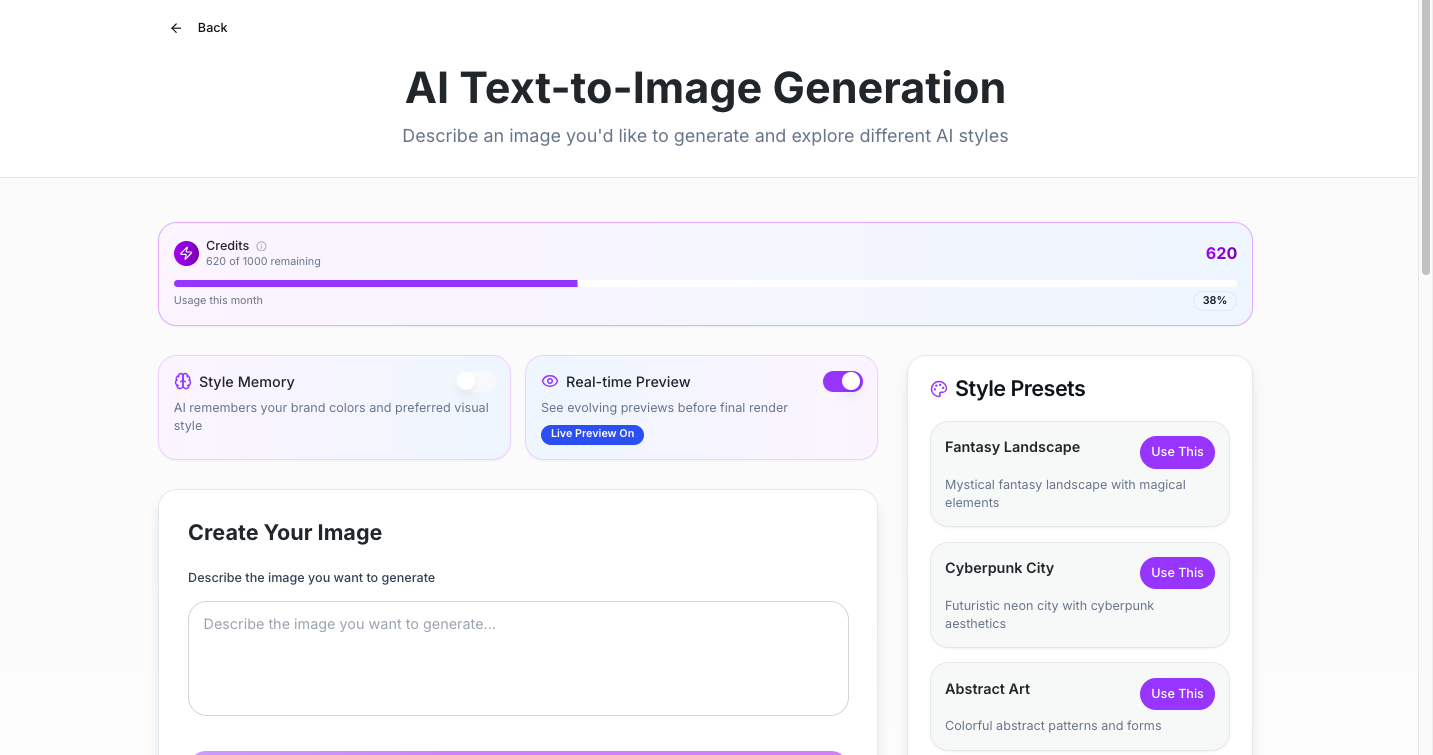 Back
AI Text-to-Image Generation
Describe an image you'd like to generate and explore different AI styles
Credits
620 of 1000 remaining
620
Usage this month
38%
Style Memory
AI remembers your brand colors and preferred visual
style
Real-time Preview
See evolving previews before final render
Live Preview On
Create Your Image
Describe the image you want to generate
Describe the image you want to generate...
Style Presets
Fantasy Landscape
Use This
Mystical fantasy landscape with magical
elements
Cyberpunk City
Use This
Futuristic neon city with cyberpunk
aesthetics
Abstract Art
Use This
Colorful abstract patterns and forms